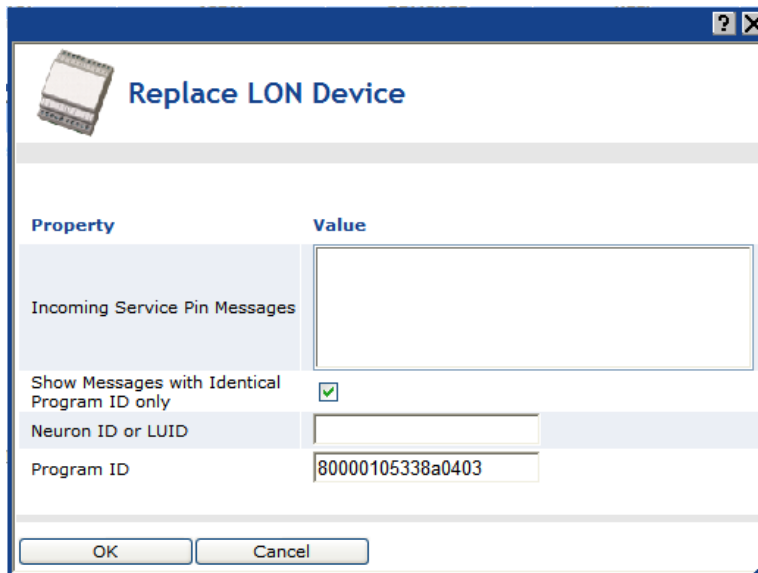 ?
Replace LON Device
Property Value
Incoming Service Pin Messages
Show Messages with Identical
Program ID only
Neuron ID or LUID
Program ID 80000105338a0403
OK Cancel